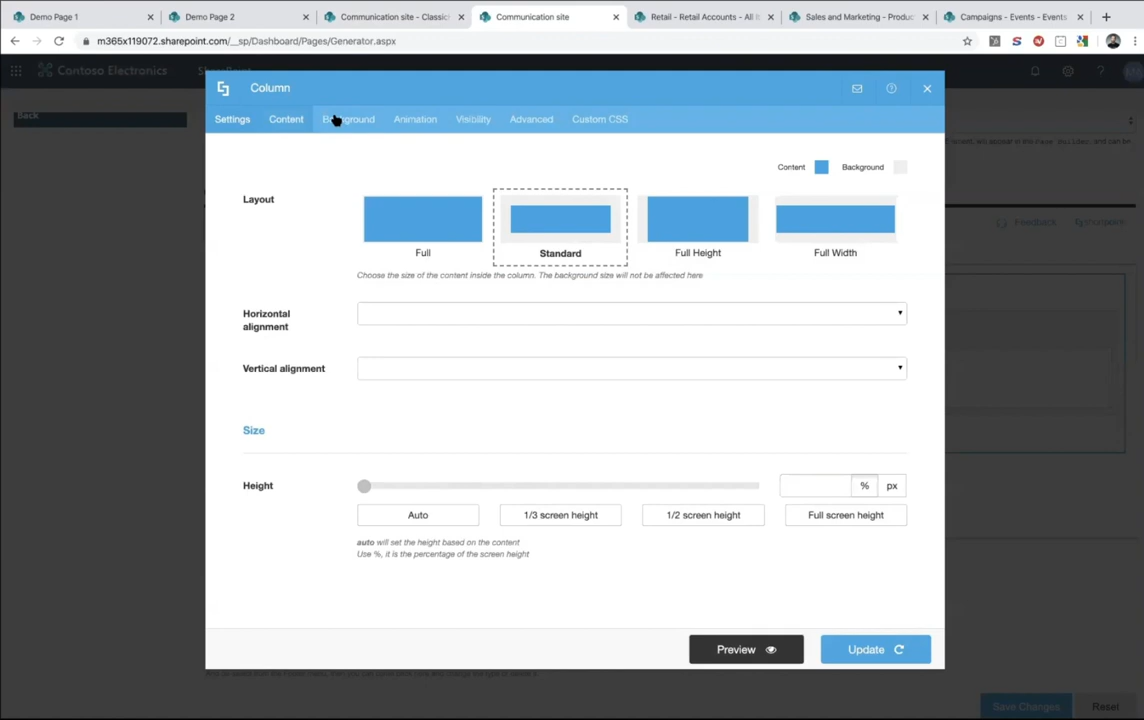 Demo Page 1
Demo Page 2
Communication site - Classic
Communication site
Retail - Retail Accounts - All
Sales and Marketing - Produc
Campaigns - Events - Events
m365x119072.sharepoint.com/__sp/Dashboard/Pages/Generator.aspx
Contoso Electronics
Back
Column
Settings
Content
Background
Animation
Visibility
Advanced
Custom CSS
Content
Background
Layout
Full
Standard
Full Height
Full Width
Choose the size of the content inside the column. The background size will not be affected here
Feedback
Horizontal
alignment
Vertical alignment
Size
Height
%
px
Auto
1/3 screen height
1/2 screen height
Full screen height
auto will set the height based on the content
Use %, it is the percentage of the screen height
Preview
Update
Save Changes
Reset